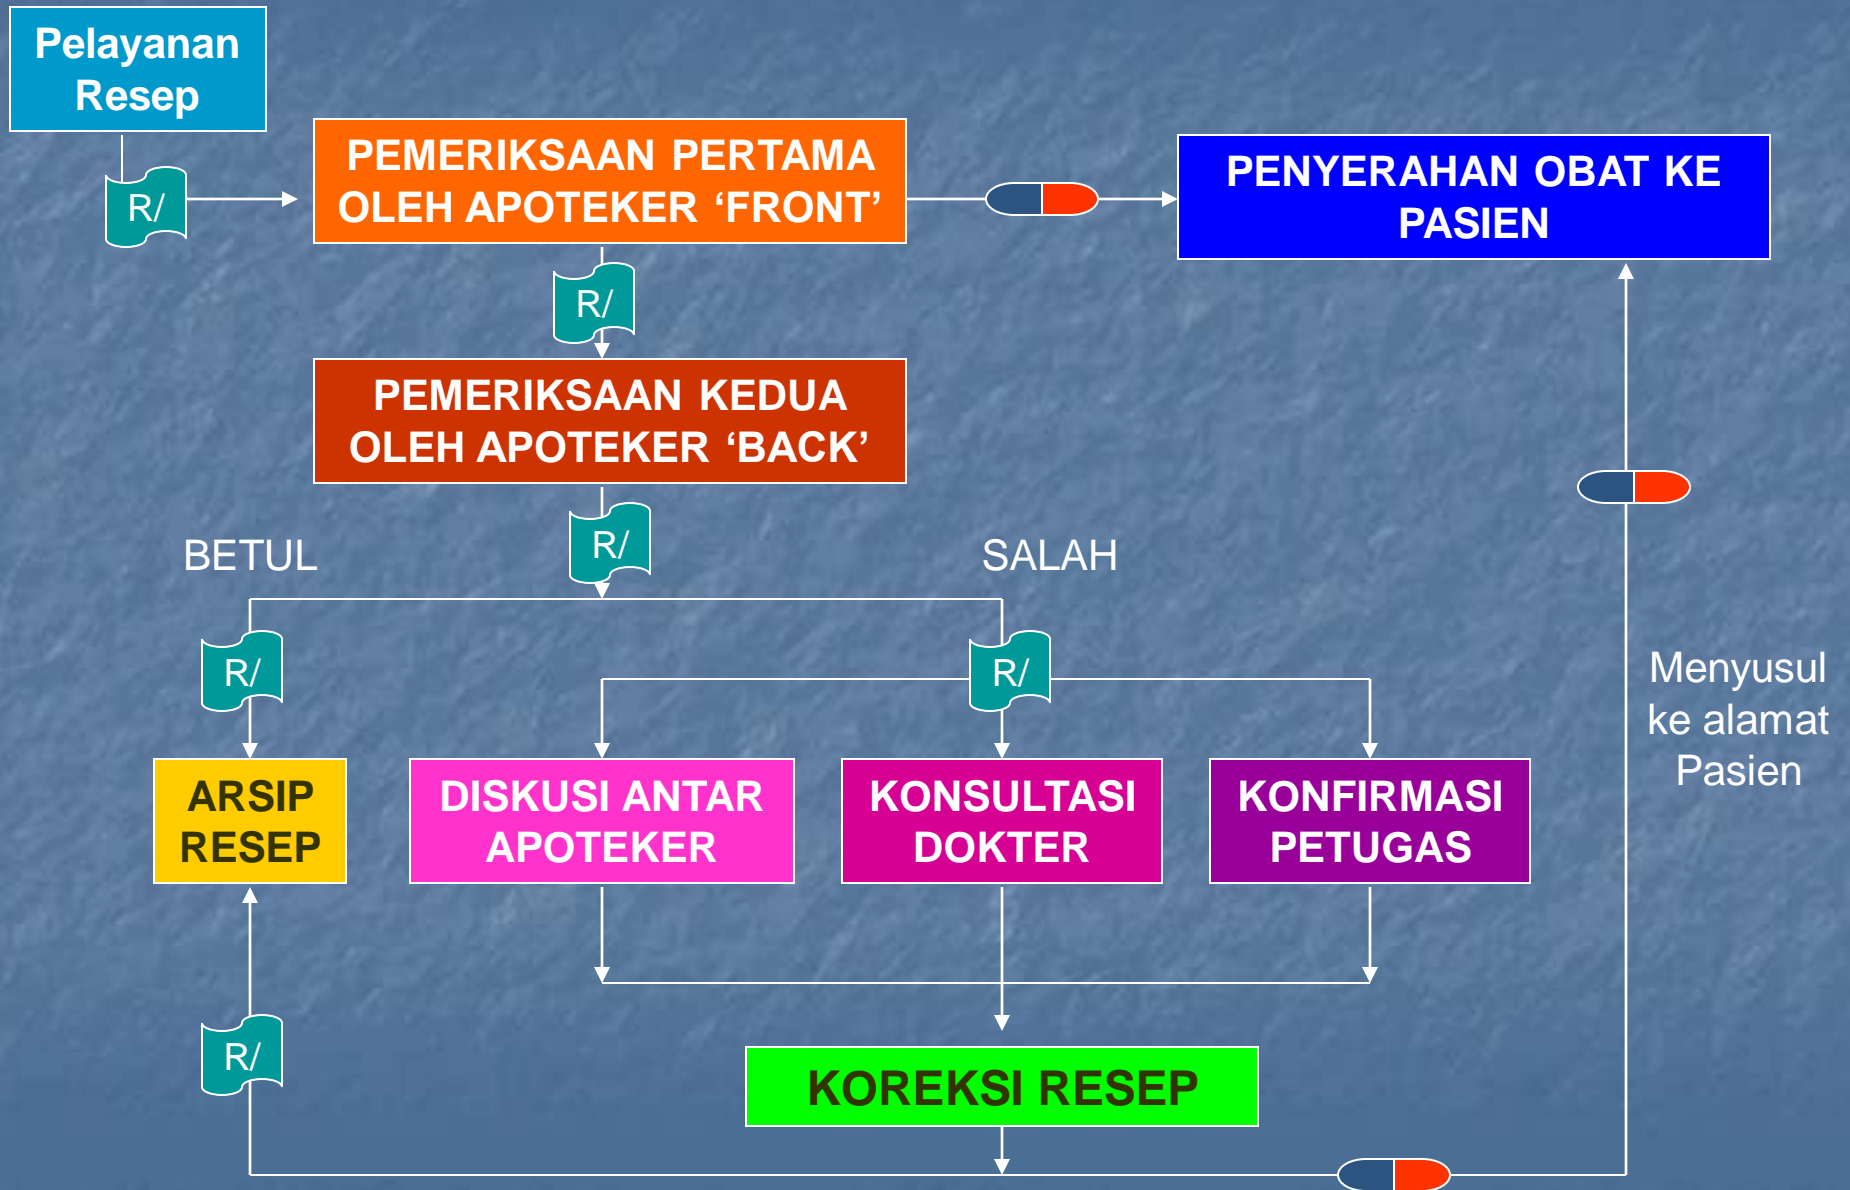 Pelayanan
Resep
R/
PEMERIKSAAN PERTAMA
OLEH APOTEKER ‘FRONT’
PENYERAHAN OBAT KE
PASIEN
R/
PEMERIKSAAN KEDUA
OLEH APOTEKER ‘BACK’
R/
BETUL
SALAH
R/
R/
Menyusul
ke alamat
Pasien
ARSIP
RESEP
DISKUSI ANTAR
APOTEKER
KONSULTASI
DOKTER
KONFIRMASI
PETUGAS
R/
KOREKSI RESEP